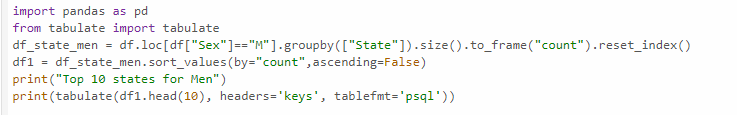 import pandas as pd
from tabulate import tabulate
df_state_men = df.loc[df["Sex"]=="M"].groupby(["State"]).size().to_frame("count").reset_index()
df1 = df_state_men.sort_values(by="count",ascending=False)
print("Top 10 states for Men")
print(tabulate(df1.head(10), headers='keys', tablefmt='psql'))